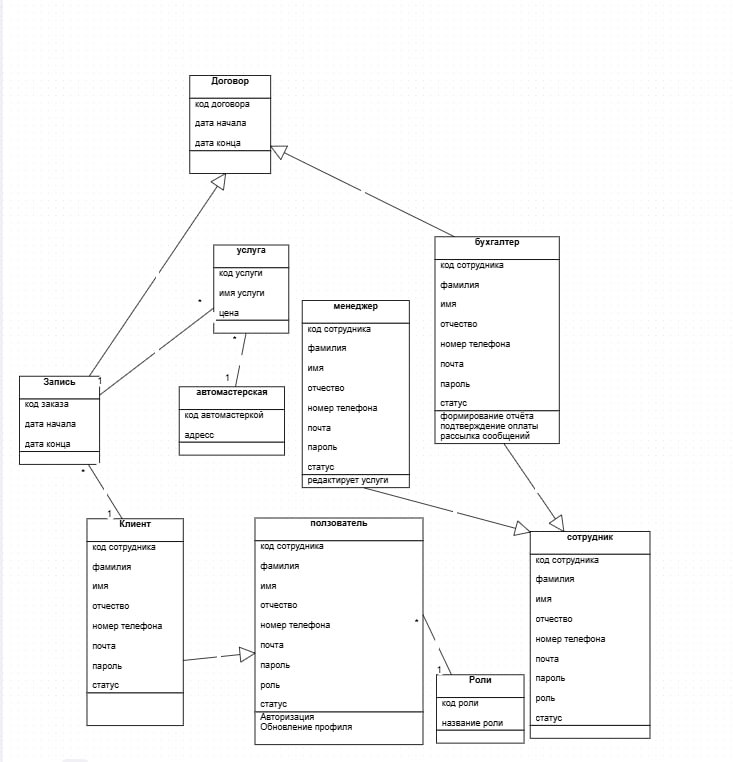 Договор
код договора
дата начала
дата конца
услуга
код услуги
имя услуги
цена
*
*
1
автомастерская
код автомастеркой
адресс
менеджер
код сотрудника
фамилия
имя
отчество
номер телефона
почта
пароль
статус
редактирует услуги
бухгалтер
код сотрудника
фамилия
имя
отчество
номер телефона
почта
пароль
статус
формирование отчёта
подтверждение оплаты
рассылка сообщений
Запись
1
код заказа
дата начала
дата конца
*
1
Клиент
код сотрудника
фамилия
имя
отчество
номер телефона
почта
пароль
статус
ползователь
код сотрудника
фамилия
имя
отчество
номер телефона
почта
пароль
роль
статус
Авторизация
Обновление профиля
*
1
Роли
код роли
название роли
сотрудник
код сотрудника
фамилия
имя
отчество
номер телефона
почта
пароль
роль
статус